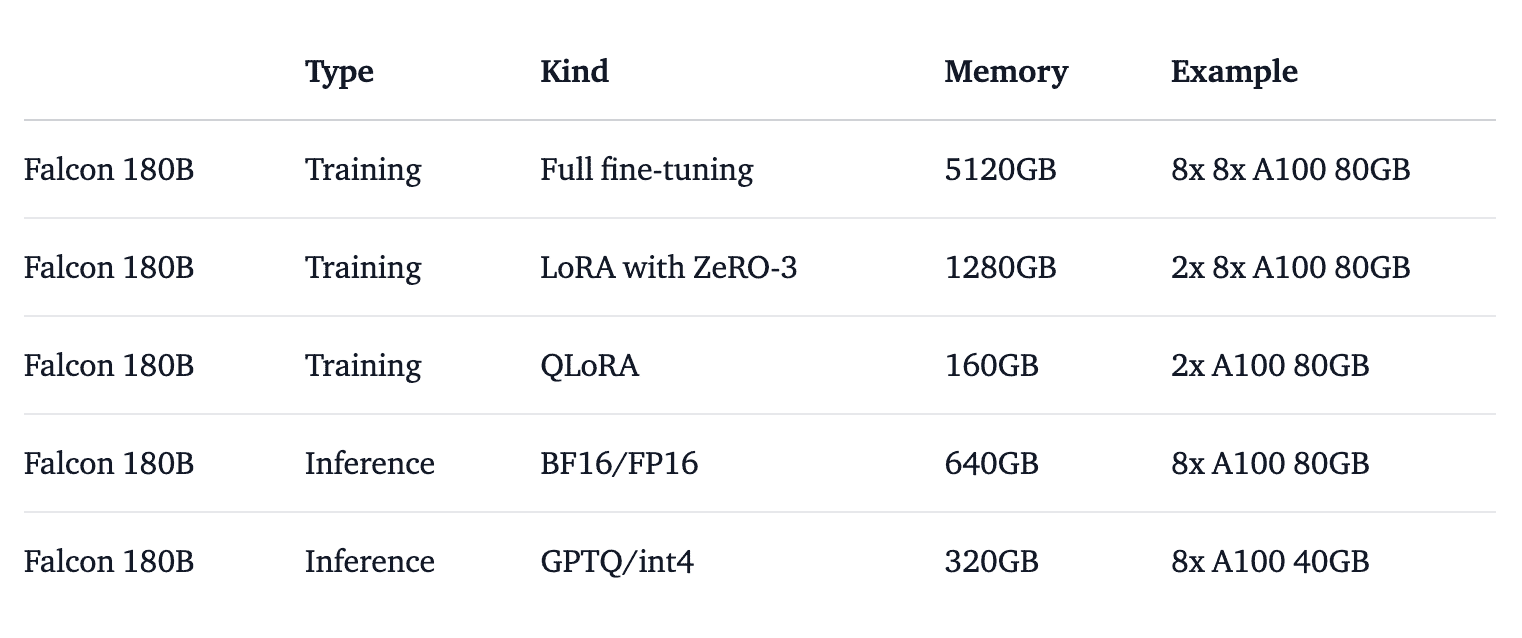 Type Kind Memory Example
Falcon 180B Training Full fine-tuning 5120GB 8x 8x A100 80GB
Falcon 180B Training LoRA with ZeRO-3 1280GB 2x 8x A100 80GB
Falcon 180B Training QLoRA 160GB 2x A100 80GB
Falcon 180B Inference BF16/FP16 640GB 8x A100 80GB
Falcon 180B Inference GPTQ/int4 320GB 8x A100 40GB